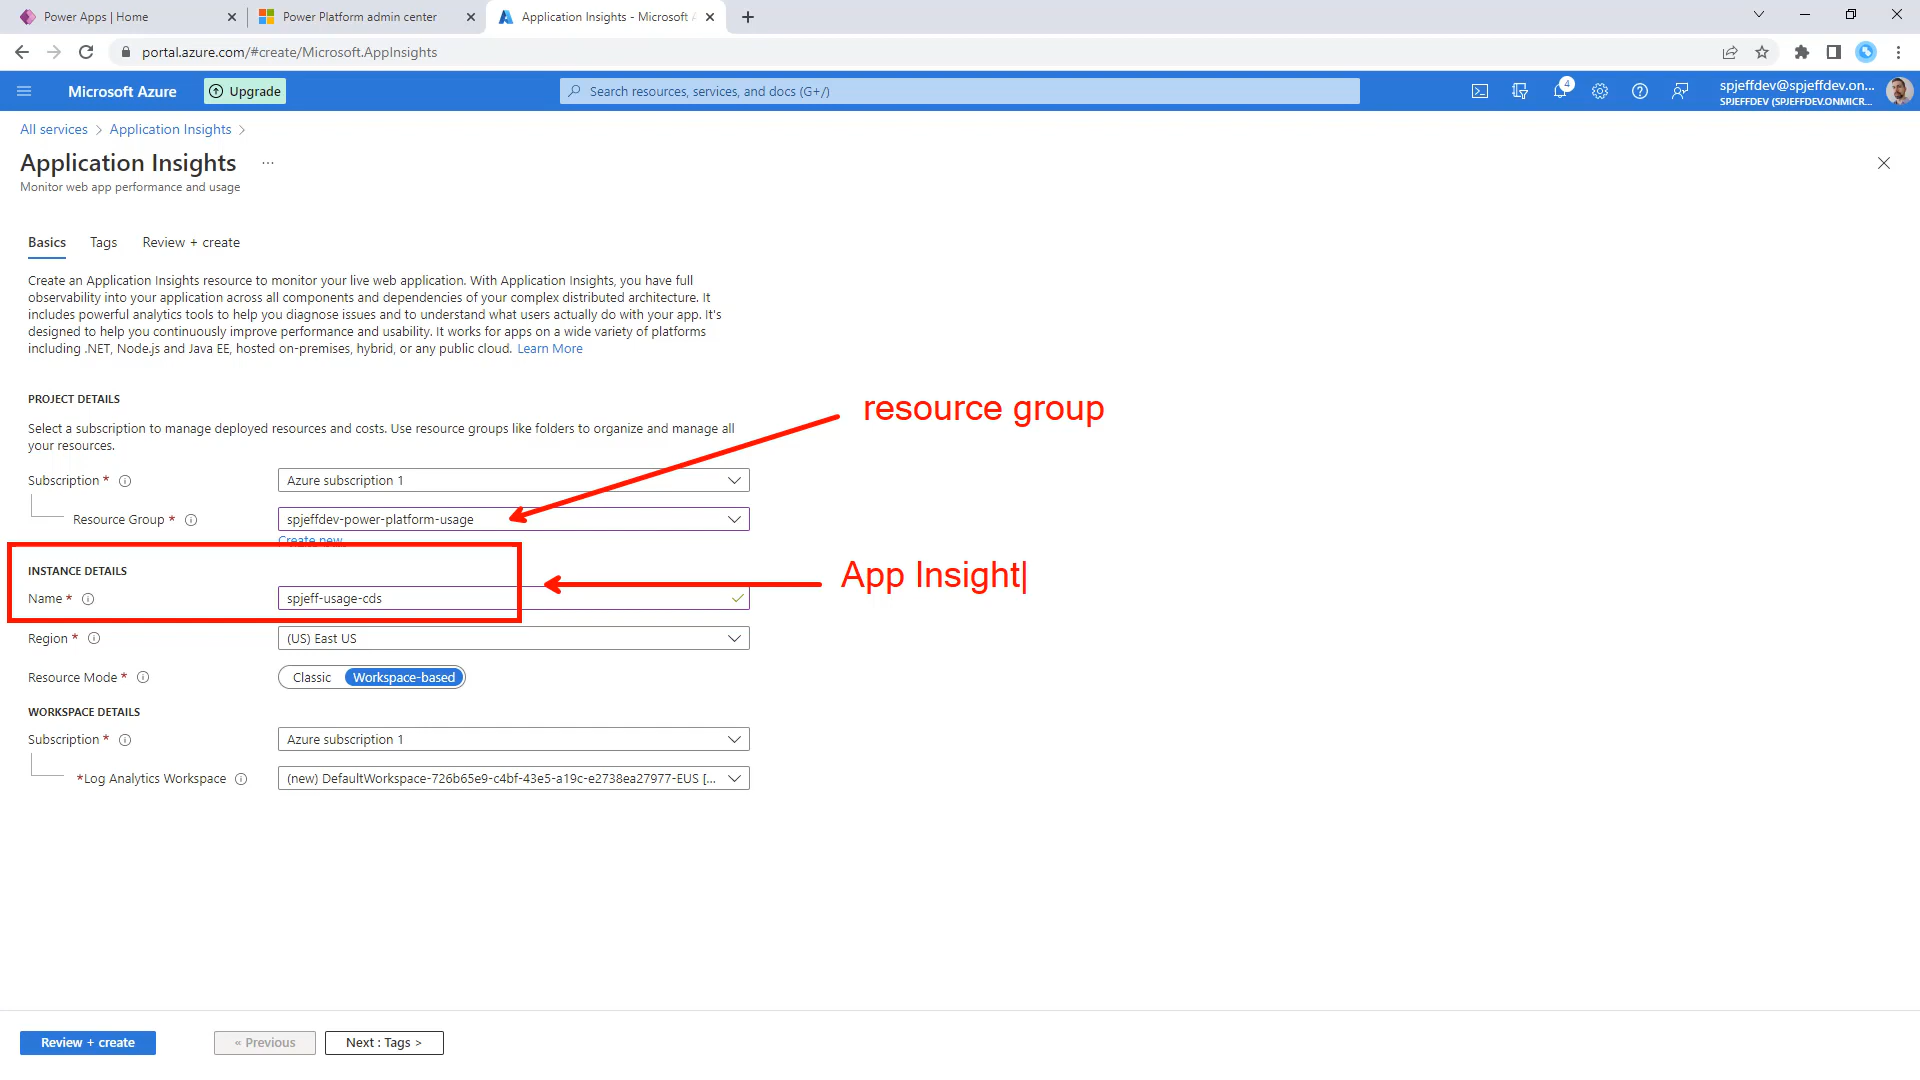 Power Apps | Home
Power Platform admin center
Application Insights - Microsoft
portal.azure.com/#create/Microsoft.AppInsights
Microsoft Azure
Upgrade
Search resources, services, and docs (G+/)
4
spjeffdev@spjeffdev.on...
SPJEFFDEV (SPJEFFDEV.ONMICR...
All services > Application Insights >
Application Insights ...
Monitor web app performance and usage
Basics Tags Review + create
Create an Application Insights resource to monitor your live web application. With Application Insights, you have full
observability into your application across all components and dependencies of your complex distributed architecture. It
includes powerful analytics tools to help you diagnose issues and to understand what users actually do with your app. It's
designed to help you continuously improve performance and usability. It works for apps on a wide variety of platforms
including .NET, Node.js and Java EE, hosted on-premises, hybrid, or any public cloud. Learn More
PROJECT DETAILS
resource group
Select a subscription to manage deployed resources and costs. Use resource groups like folders to organize and manage all
your resources.
Subscription * Azure subscription 1
Resource Group * spjeffdev-power-platform-usage
Create new
INSTANCE DETAILS
App Insight
Name * spjeff-usage-cds
Region * (US) East US
Resource Mode * Classic Workspace-based
WORKSPACE DETAILS
Subscription * Azure subscription 1
*Log Analytics Workspace (new) DefaultWorkspace-726b65e9-c4bf-43e5-a19c-e2738ea27977-EUS [...
Review + create
« Previous
Next : Tags >